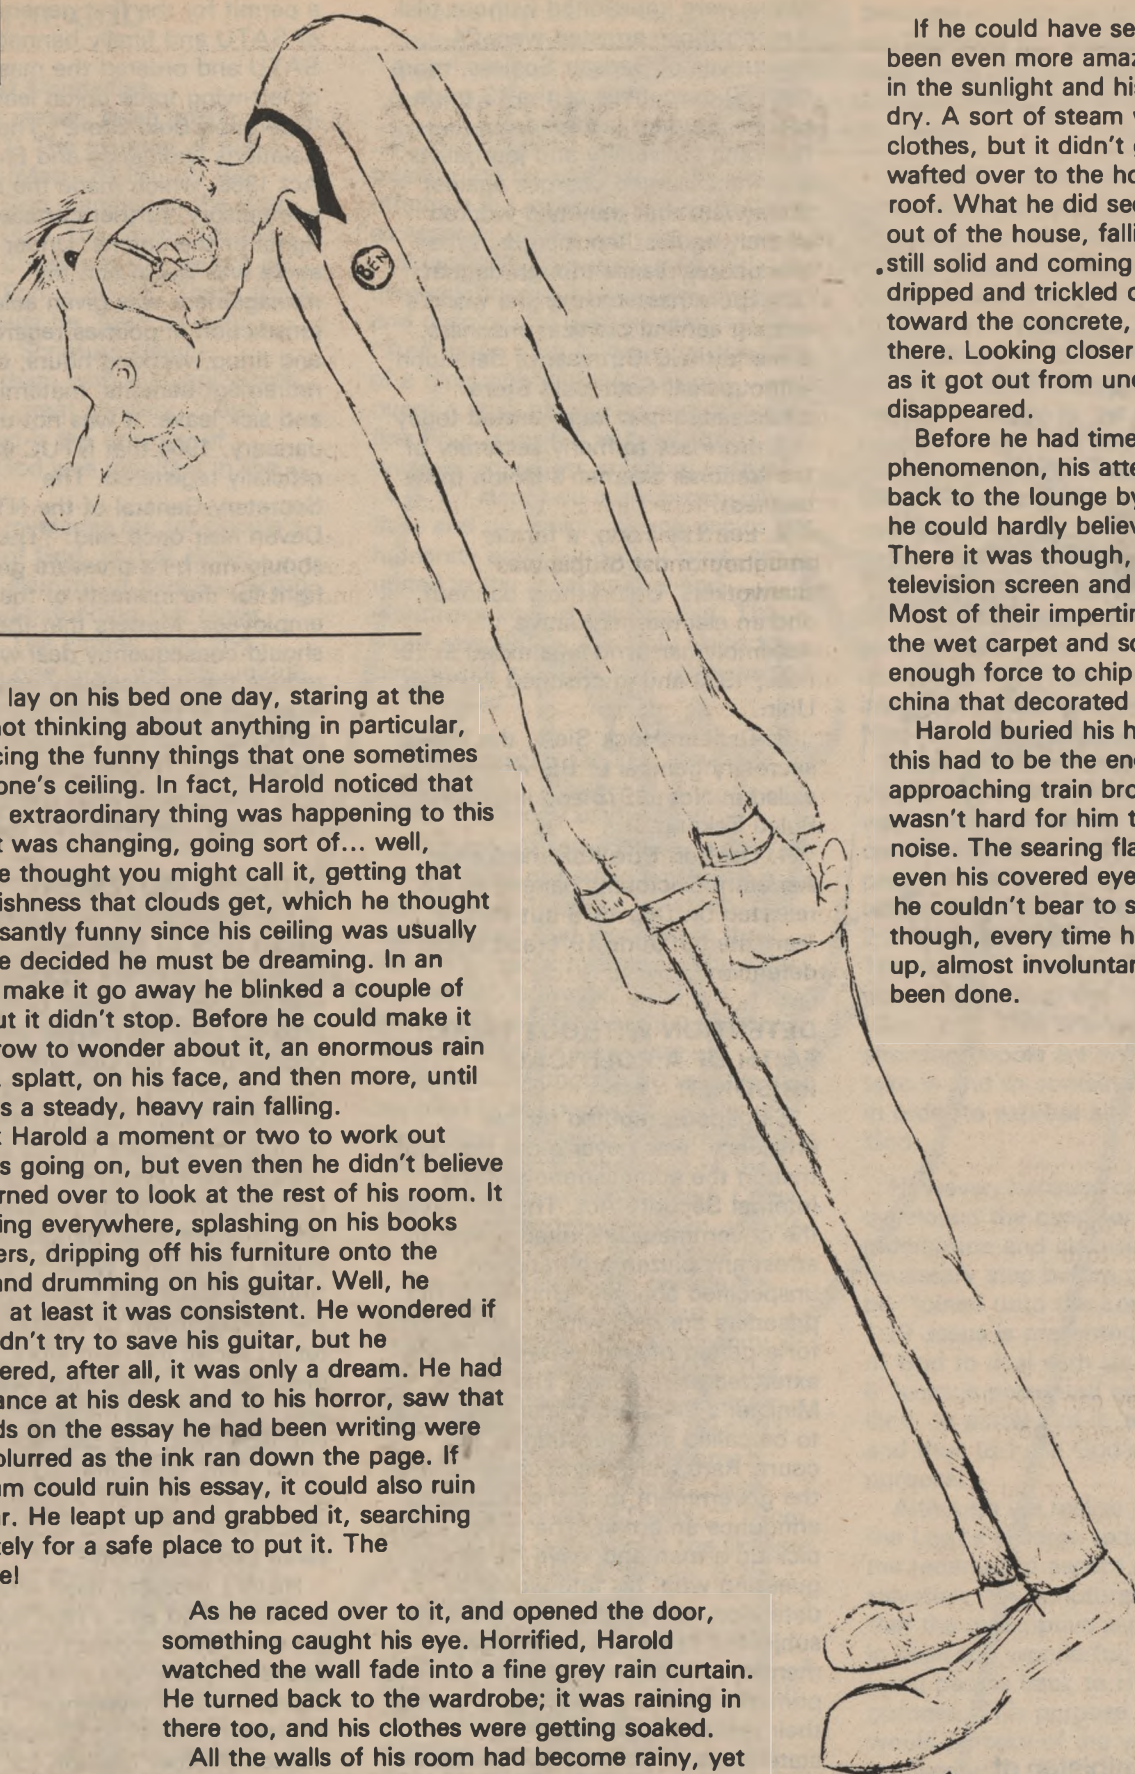 BEN
lay on his bed one day, staring at the
not thinking about anything in particular,
cing the funny things that one sometimes
one's ceiling. In fact, Harold noticed that
extraordinary thing was happening to this
t was changing, going sort of... well,
e thought you might call it, getting that
ishness that clouds get, which he thought
santly funny since his ceiling was usually
e decided he must be dreaming. In an
make it go away he blinked a couple of
ut it didn't stop. Before he could make it
row to wonder about it, an enormous rain
splatt, on his face, and then more, until
s a steady, heavy rain falling.
Harold a moment or two to work out
s going on, but even then he didn't believe
rned over to look at the rest of his room. It
ing everywhere, splashing on his books
ers, dripping off his furniture onto the
and drumming on his guitar. Well, he
at least it was consistent. He wondered if
dn't try to save his guitar, but he
ered, after all, it was only a dream. He had
ance at his desk and to his horror, saw that
ds on the essay he had been writing were
blurred as the ink ran down the page. If
am could ruin his essay, it could also ruin
ar. He leapt up and grabbed it, searching
tely for a safe place to put it. The
e!
As he raced over to it, and opened the door,
something caught his eye. Horrified, Harold
watched the wall fade into a fine grey rain curtain.
He turned back to the wardrobe; it was raining in
there too, and his clothes were getting soaked.
All the walls of his room had become rainy, yet
If he could have se
been even more amaz
in the sunlight and his
dry. A sort of steam
clothes, but it didn't
wafted over to the ho
roof. What he did see
out of the house, falli
still solid and coming
dripped and trickled o
toward the concrete,
there. Looking closer
as it got out from und
disappeared.
Before he had time
phenomenon, his atte
back to the lounge by
he could hardly believ
There it was though,
television screen and
Most of their impertin
the wet carpet and so
enough force to chip
china that decorated
Harold buried his h
this had to be the end
approaching train bro
wasn't hard for him t
noise. The searing fla
even his covered eye
he couldn't bear to s
though, every time h
up, almost involuntar
been done.